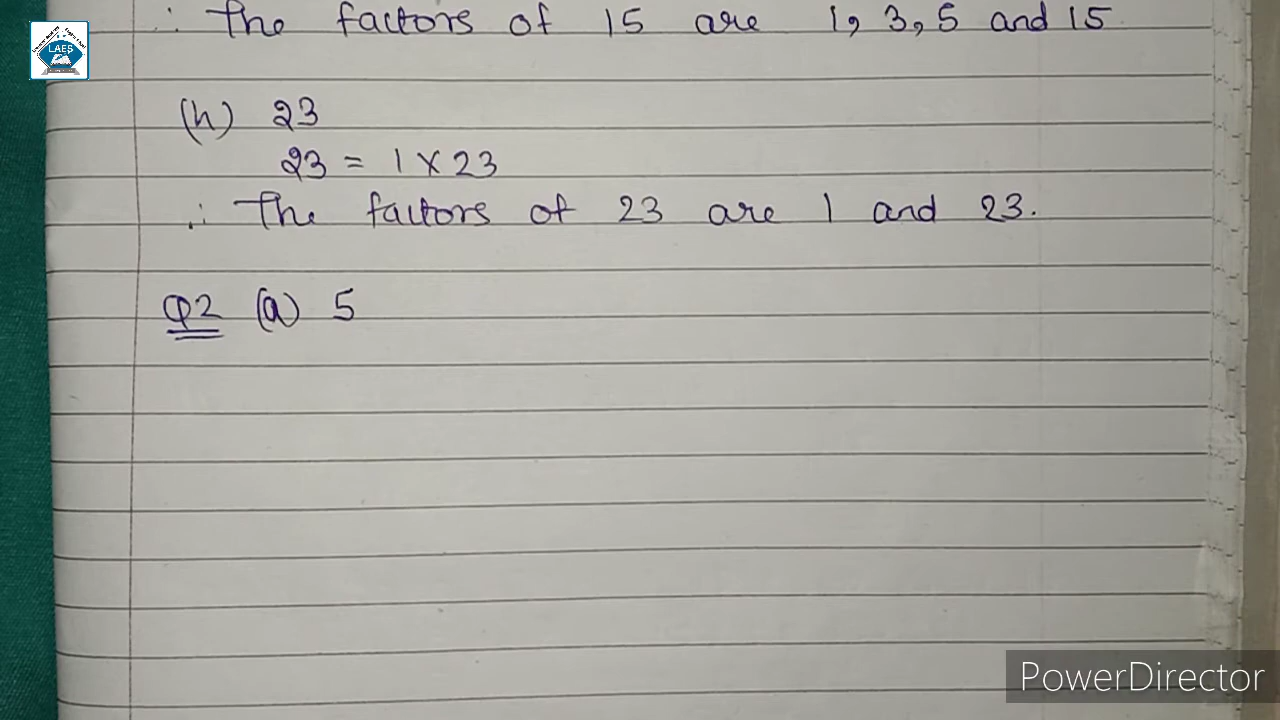 ∴ The factors of 15 are 1, 3, 5 and 15
(h) 23
23 = 1 × 23
∴ The factors of 23 are 1 and 23.
Q2 (a) 5
LAES
PowerDirector